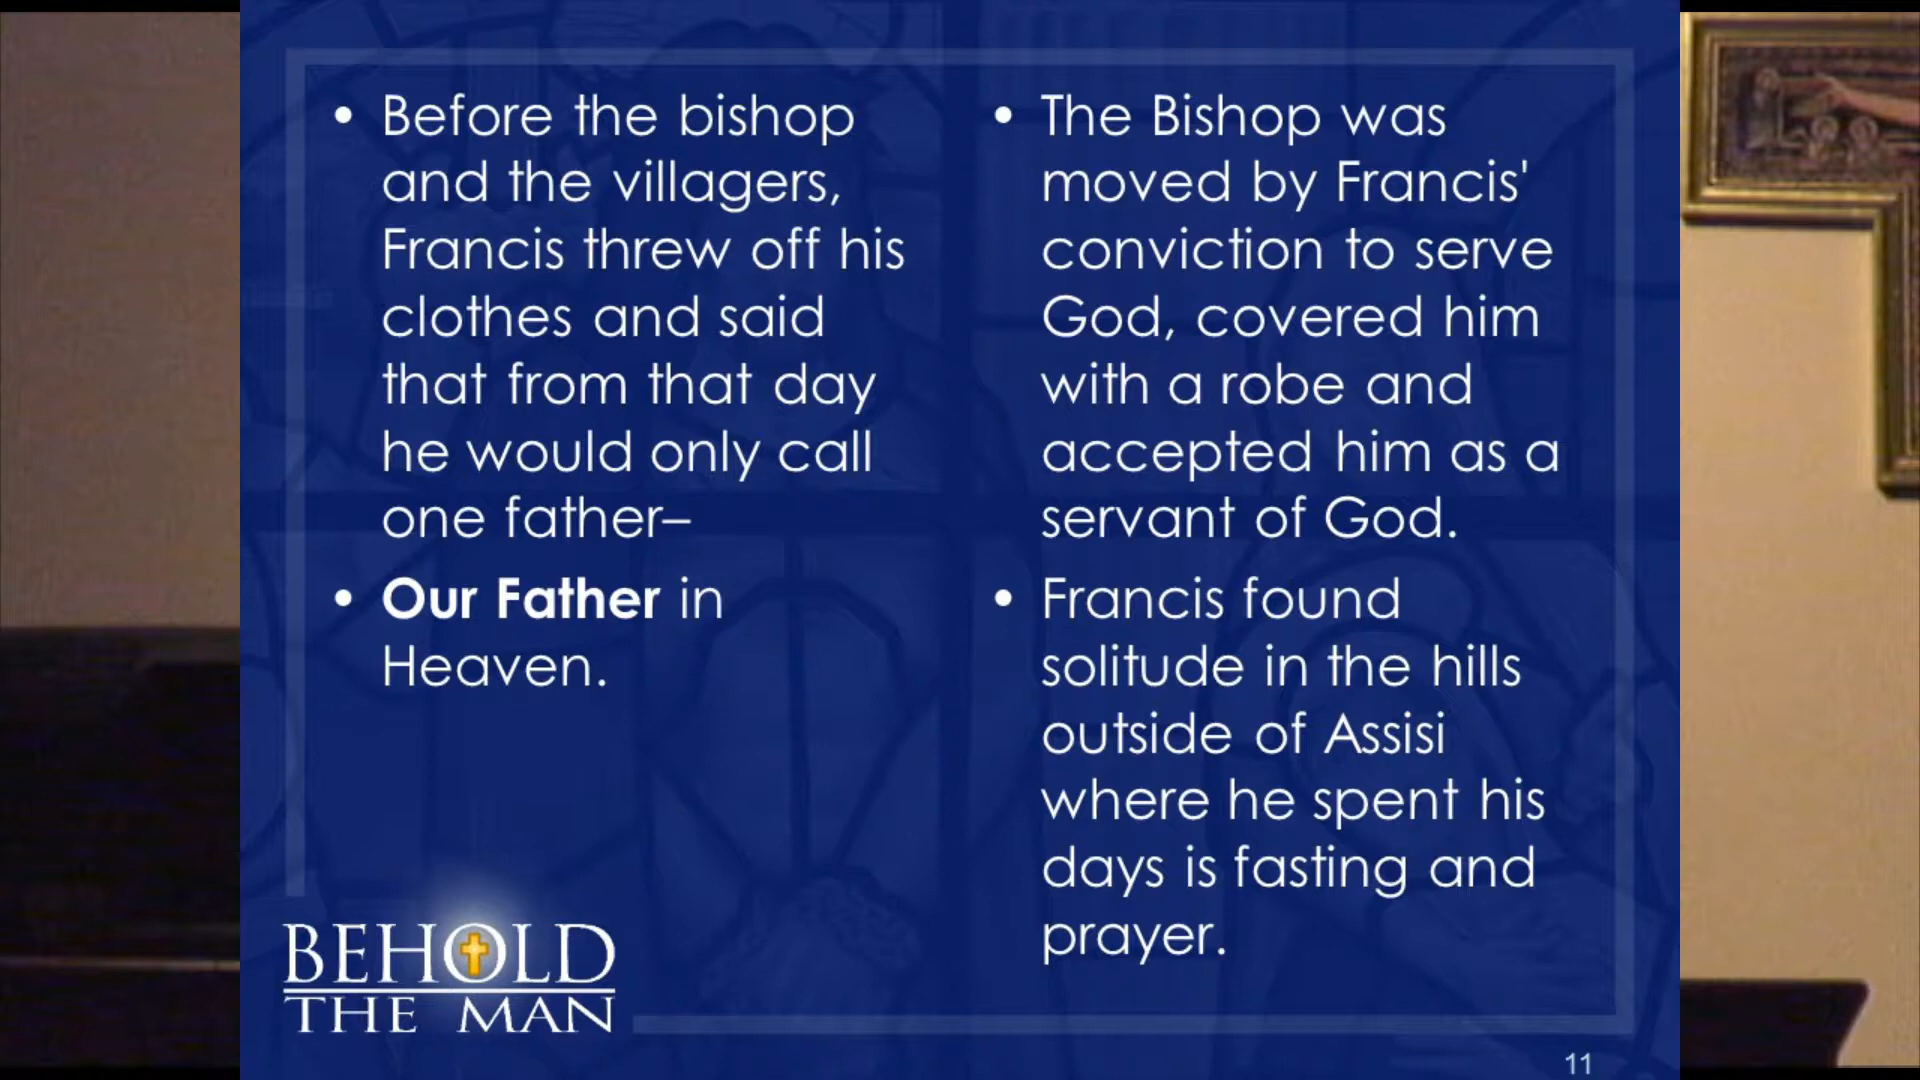 • Before the bishop
and the villagers,
Francis threw off his
clothes and said
that from that day
he would only call
one father–
• Our Father in
Heaven.
• The Bishop was
moved by Francis'
conviction to serve
God, covered him
with a robe and
accepted him as a
servant of God.
• Francis found
solitude in the hills
outside of Assisi
where he spent his
days is fasting and
prayer.
BEHOLD
THE MAN
11